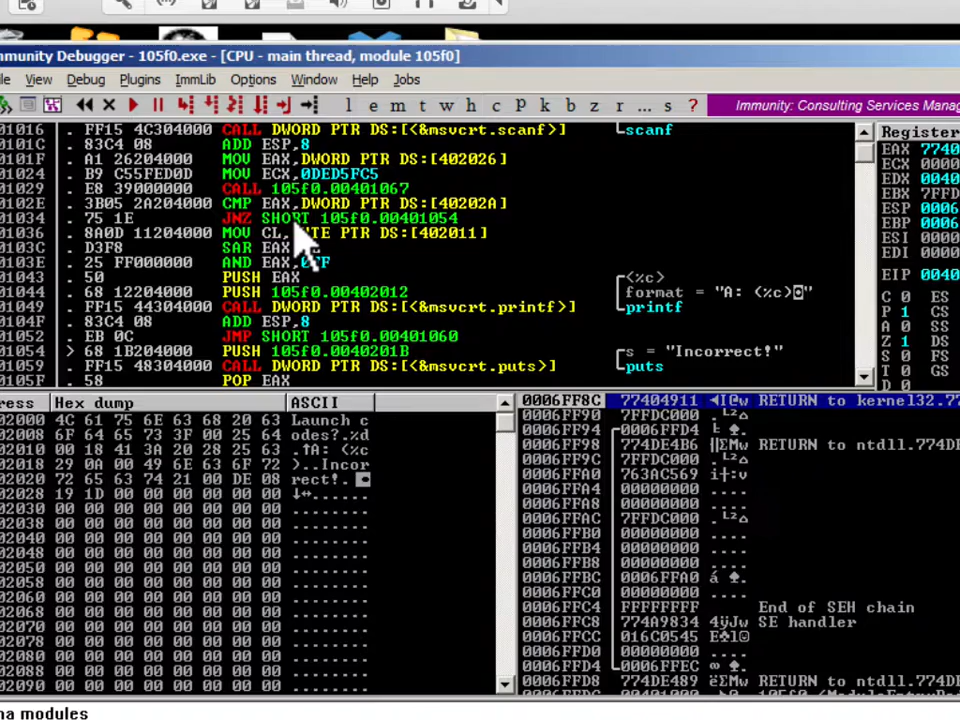 mmunity Debugger - 105f0.exe - [CPU - main thread, module 105f0]
le View Debug Plugins ImmLib Options Window Help Jobs
l e m t w h c P k b z r ... s ? Immunity: Consulting Services Manag
01016 . FF15 4C304000 CALL DWORD PTR DS:[<&msvcrt.scanf>] scanf
0101C . 83C4 08 ADD ESP,8
0101F . A1 26204000 MOV EAX,DWORD PTR DS:[402026]
01024 . B9 C55FED0D MOV ECX,0DED5FC5
01029 . E8 39000000 CALL 105f0.00401067
0102E . 3B05 2A204000 CMP EAX,DWORD PTR DS:[40202A]
01034 . 75 1E JNZ SHORT 105f0.00401054
01036 . 8A0D 11204000 MOV CL, TE PTR DS:[402011]
0103C . D3F8 SAR EAX
0103E . 25 FF000000 AND EAX,0FF
01043 . 50 PUSH EAX <%c>
01044 . 68 12204000 PUSH 105f0.00402012 format = "A: (%c)◙"
01049 . FF15 44304000 CALL DWORD PTR DS:[<&msvcrt.printf>] printf
0104F . 83C4 08 ADD ESP,8
01052 . EB 0C JMP SHORT 105f0.00401060
01054 > 68 1B204000 PUSH 105f0.0040201B s = "Incorrect!"
01059 . FF15 48304000 CALL DWORD PTR DS:[<&msvcrt.puts>] puts
0105F . 58 POP EAX
Register
EAX 7740
ECX 0000
EDX 0040
EBX 7FFD
ESP 0006
EBP 0006
ESI 0000
EDI 0000
EIP 0040
C 0 ES
P 1 CS
A 0 SS
Z 1 DS
S 0 FS
T 0 GS
D 0
ress Hex dump ASCII
02000 4C 61 75 6E 63 68 20 63 Launch c
02008 6F 64 65 73 3F 00 25 64 odes?.%d
02010 00 18 41 3A 20 28 25 63 .↑A: (%c
02018 29 0A 00 49 6E 63 6F 72 )..Incor
02020 72 65 63 74 21 00 DE 08 rect!.
02028 19 1D 00 00 00 00 00 00 ↓↔......
02030 00 00 00 00 00 00 00 00 ........
02038 00 00 00 00 00 00 00 00 ........
02040 00 00 00 00 00 00 00 00 ........
02048 00 00 00 00 00 00 00 00 ........
02050 00 00 00 00 00 00 00 00 ........
02058 00 00 00 00 00 00 00 00 ........
02060 00 00 00 00 00 00 00 00 ........
02068 00 00 00 00 00 00 00 00 ........
02070 00 00 00 00 00 00 00 00 ........
02078 00 00 00 00 00 00 00 00 ........
02080 00 00 00 00 00 00 00 00 ........
02088 00 00 00 00 00 00 00 00 ........
02090 00 00 00 00 00 00 00 00 ........
0006FF8C 77404911 ◄I@w RETURN to kernel32.77
0006FF90 7FFDC000
0006FF94 0006FFD4
0006FF98 774DE4B6 RETURN to ntdll.774DE
0006FF9C 7FFDC000
0006FFA0 763AC569
0006FFA4 00000000 ....
0006FFA8 00000000 ....
0006FFAC 7FFDC000
0006FFB0 00000000 ....
0006FFB4 00000000 ....
0006FFB8 00000000 ....
0006FFBC 0006FFA0
0006FFC0 00000000 ....
0006FFC4 FFFFFFFF End of SEH chain
0006FFC8 774A9834 4ÿJw SE handler
0006FFCC 016C0545
0006FFD0 00000000 ....
0006FFD4 0006FFEC
0006FFD8 774DE489 ëΣMw RETURN to ntdll.774DE
na modules